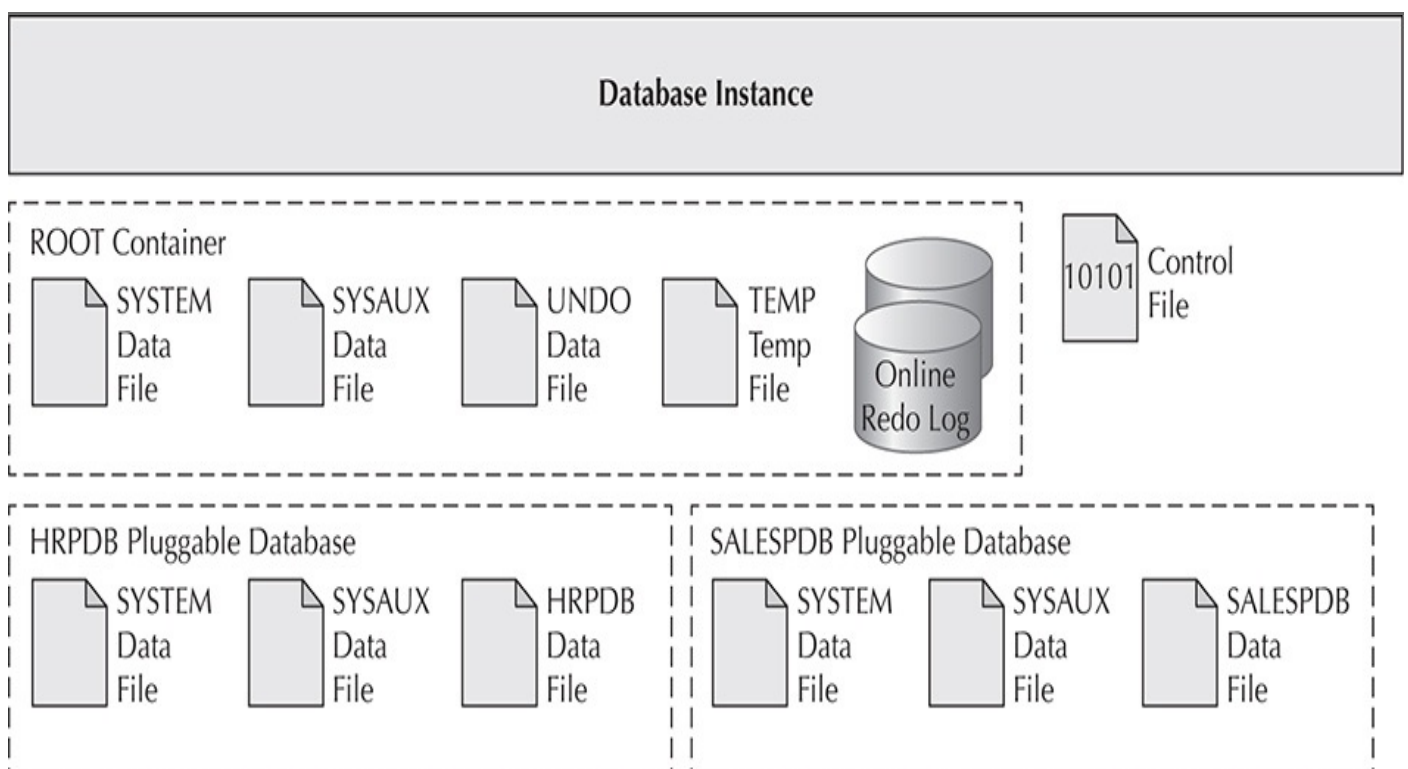 Database Instance
ROOT Container
SYSTEM
Data
File
SYSAUX
Data
File
UNDO
Data
File
TEMP
Temp
File
Online
Redo Log
10101
Control
File
HRPDB Pluggable Database
SYSTEM
Data
File
SYSAUX
Data
File
HRPDB
Data
File
SALESPDB Pluggable Database
SYSTEM
Data
File
SYSAUX
Data
File
SALESPDB
Data
File